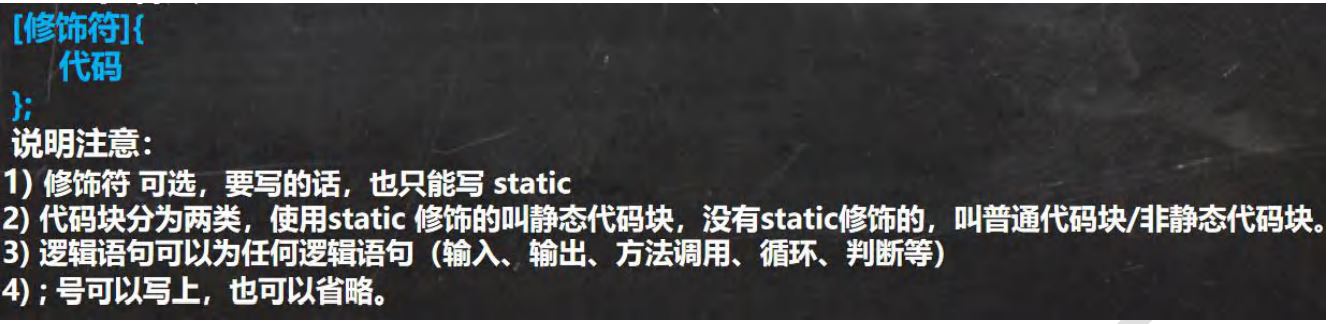 [修饰符]{
代码
};
说明注意：
1) 修饰符 可选，要写的话，也只能写 static
2) 代码块分为两类，使用static 修饰的叫静态代码块，没有static修饰的，叫普通代码块/非静态代码块。
3) 逻辑语句可以为任何逻辑语句（输入、输出、方法调用、循环、判断等）
4) ; 号可以写上，也可以省略。